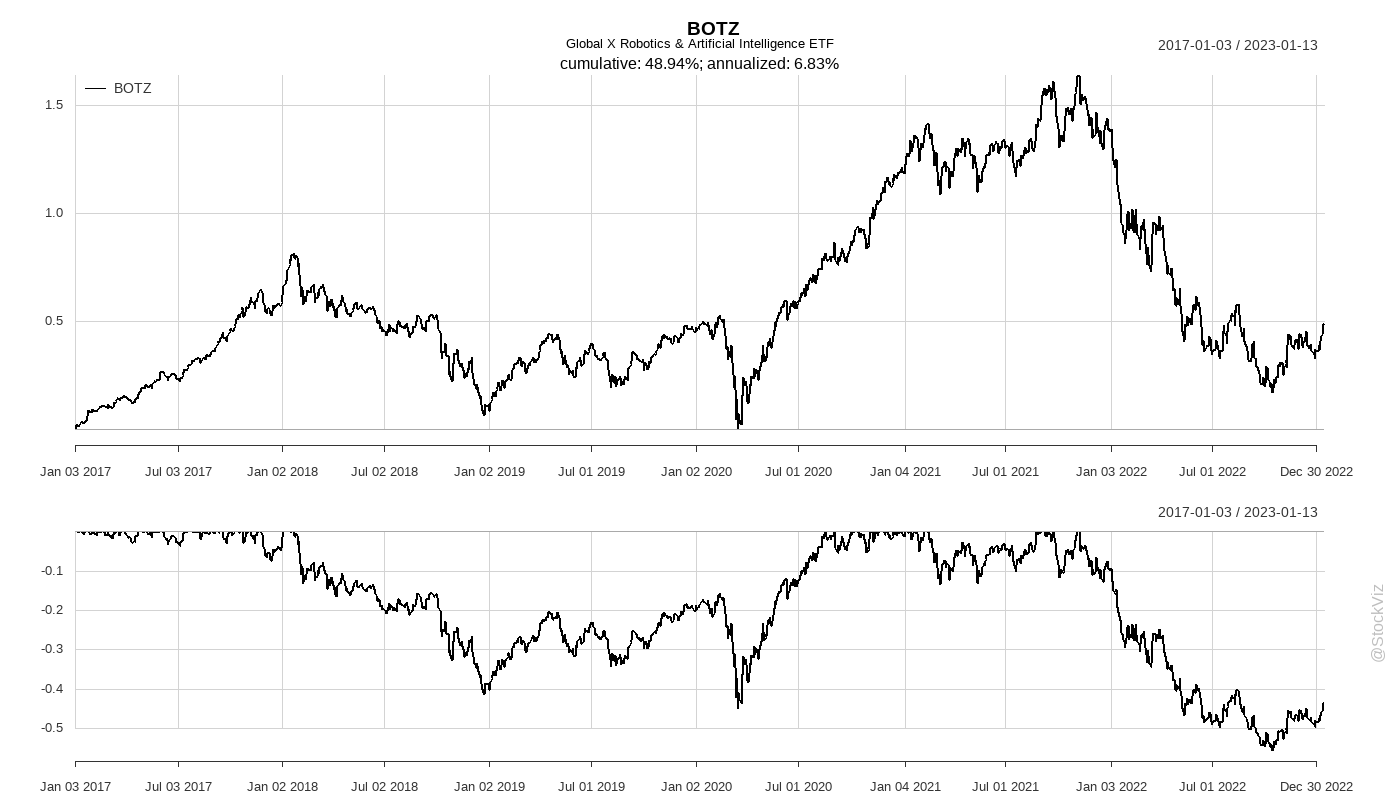 BOTZ
Global X Robotics & Artificial Intelligence ETF
cumulative: 48.94%; annualized: 6.83%
2017-01-03 / 2023-01-13
BOTZ
1.5
1.0
0.5
Jan 03 2017 Jul 03 2017 Jan 02 2018 Jul 02 2018 Jan 02 2019 Jul 01 2019 Jan 02 2020 Jul 01 2020 Jan 04 2021 Jul 01 2021 Jan 03 2022 Jul 01 2022 Dec 30 2022
2017-01-03 / 2023-01-13
-0.1
-0.2
-0.3
-0.4
-0.5
Jan 03 2017 Jul 03 2017 Jan 02 2018 Jul 02 2018 Jan 02 2019 Jul 01 2019 Jan 02 2020 Jul 01 2020 Jan 04 2021 Jul 01 2021 Jan 03 2022 Jul 01 2022 Dec 30 2022
@StockViz